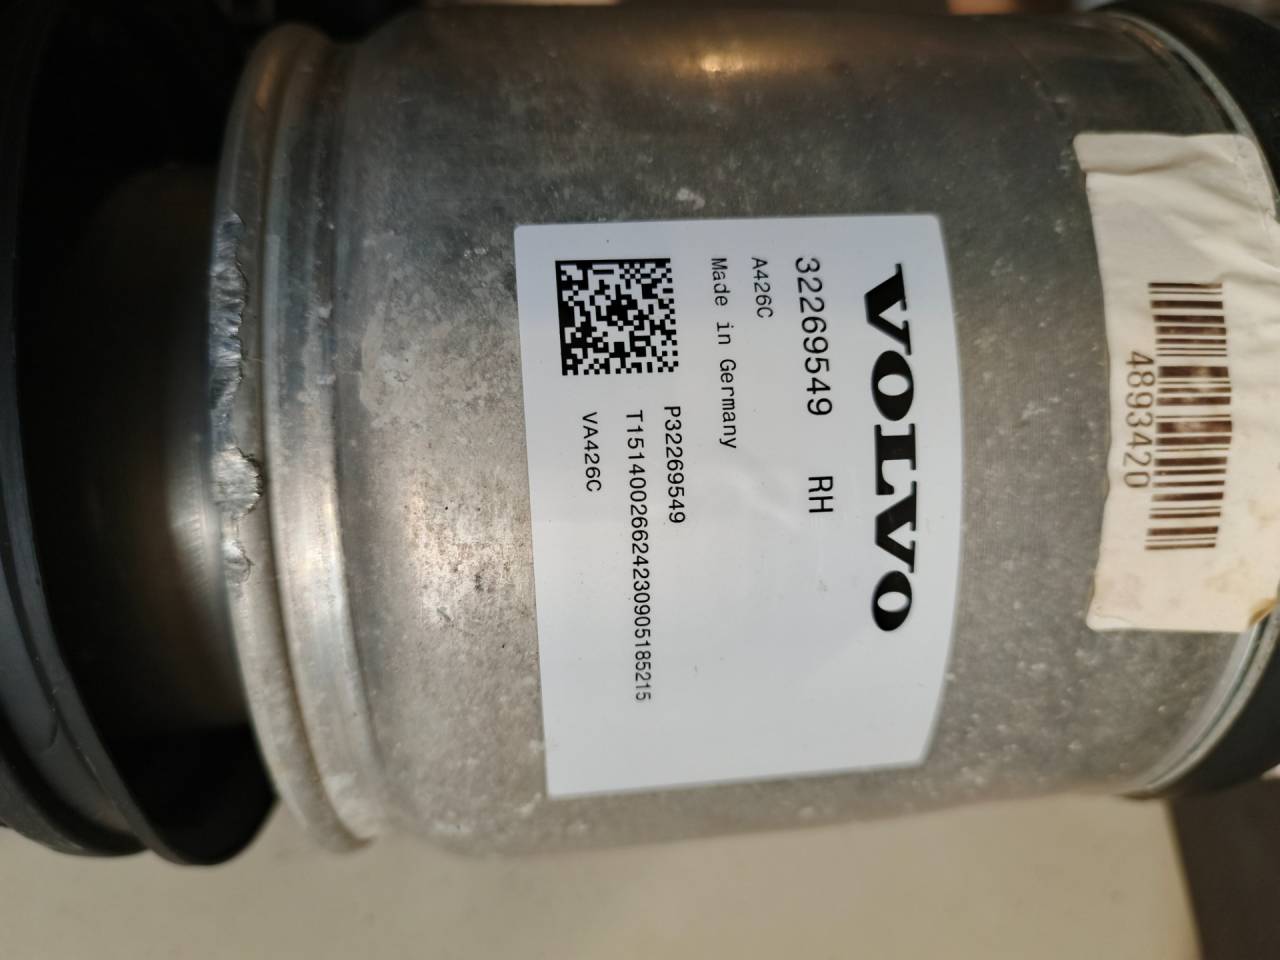 VOLVO
32269549 RH
A426C
Made in Germany
P32269549
T15140026624230905185215
VA426C
4893420